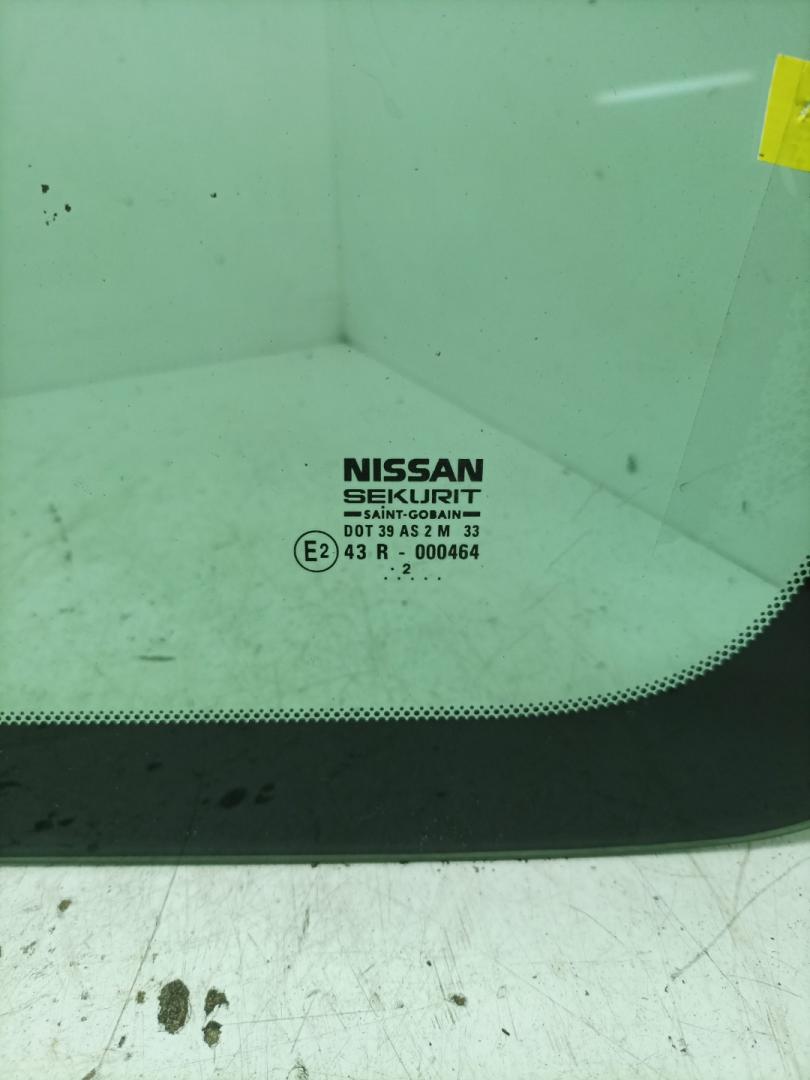 NISSAN
SEKURIT
SAINT-GOBAIN
DOT 39 AS 2 M 33
E2 43 R - 000464
. 2
. . . . .